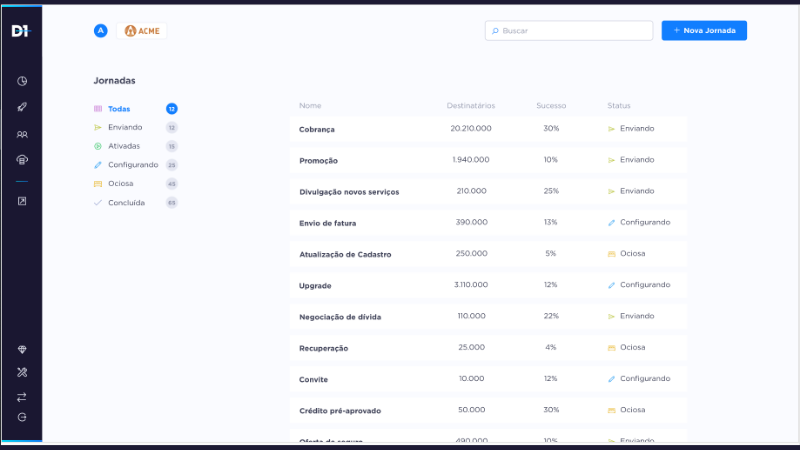 D1
A
ACME
Buscar
+ Nova Jornada
Jornadas
Todas 12
Enviando 12
Ativadas 15
Configurando 25
Ociosa 45
Concluída 65
Nome Destinatários Sucesso Status
Cobrança 20.210.000 30% Enviando
Promoção 1.940.000 10% Enviando
Divulgação novos serviços 210.000 25% Enviando
Envio de fatura 390.000 13% Configurando
Atualização de Cadastro 250.000 5% Ociosa
Upgrade 3.110.000 12% Configurando
Negociação de dívida 110.000 22% Enviando
Recuperação 25.000 4% Ociosa
Convite 10.000 12% Configurando
Crédito pré-aprovado 50.000 30% Ociosa
Oferta de seguro 490.000 10% Enviando